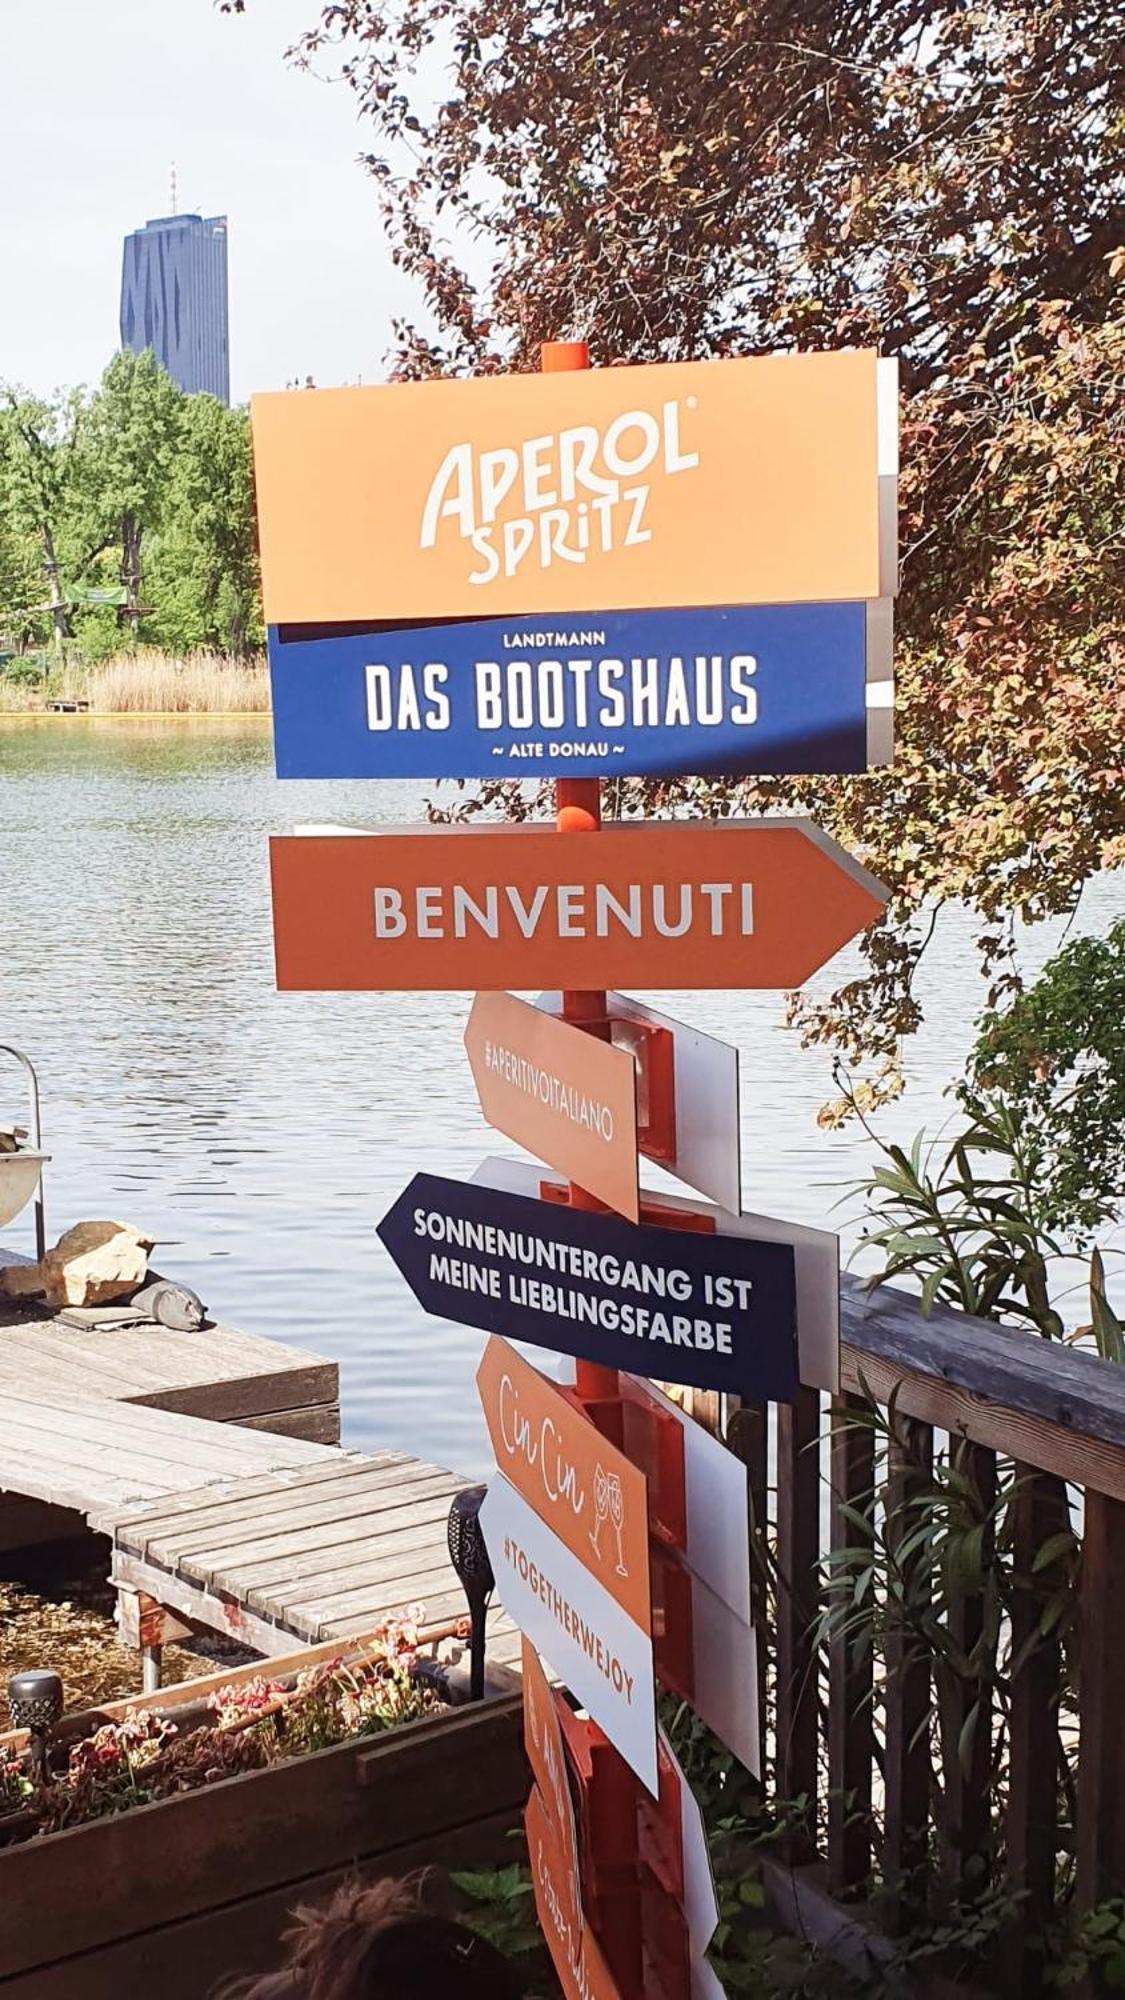 APEROL®
SPRiTZ
LANDTMANN
DAS BOOTSHAUS
~ ALTE DONAU ~
BENVENUTI
#APERITIVOITALIANO
SONNENUNTERGANG IST
MEINE LIEBLINGSFARBE
Cin Cin
#TOGETHERWEJOY